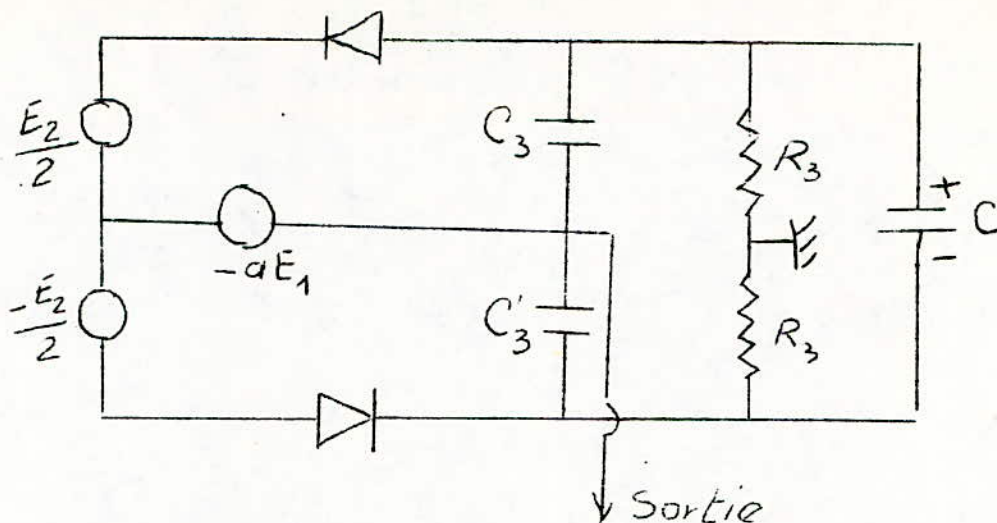 E₂
2
-aE₁
-E₂
2
C₃
C'₃
R₃
R₃
+
-
C
Sortie